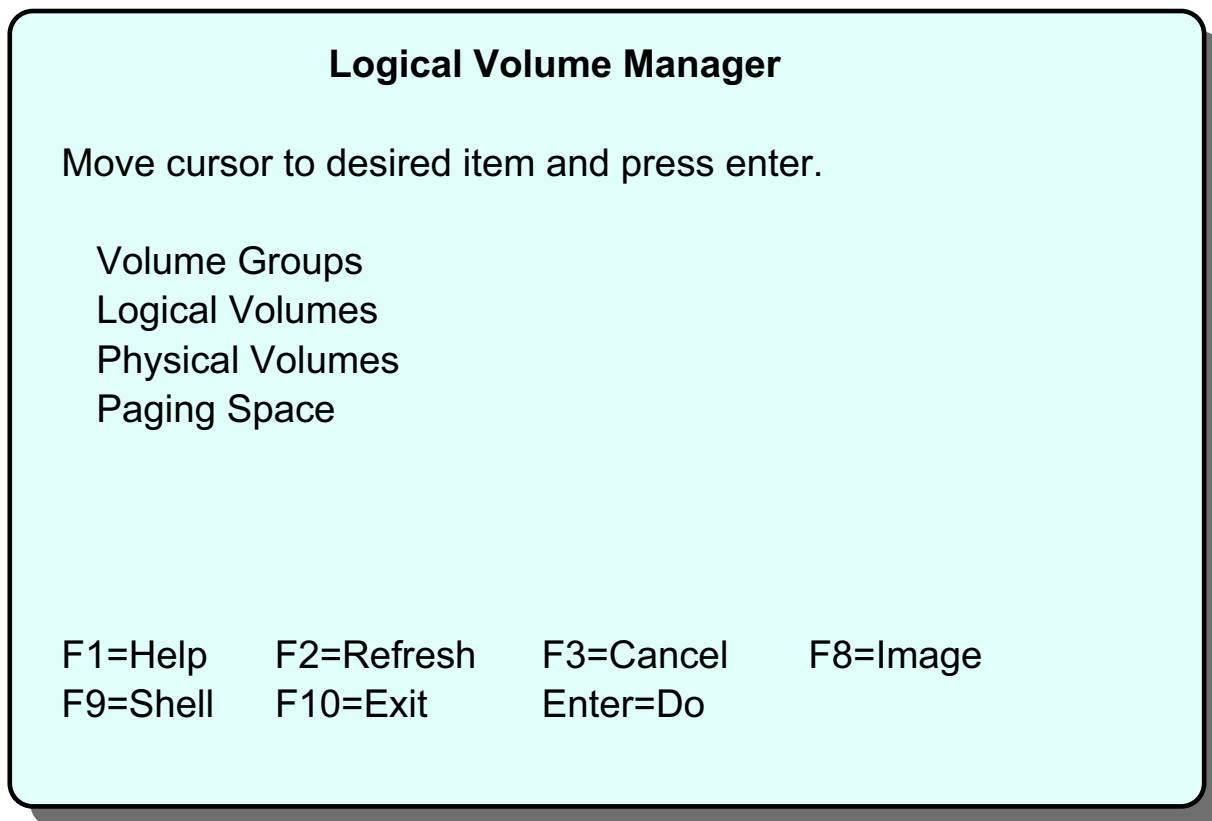 Logical Volume Manager
Move cursor to desired item and press enter.
Volume Groups
Logical Volumes
Physical Volumes
Paging Space
F1=Help F2=Refresh F3=Cancel F8=Image
F9=Shell F10=Exit Enter=Do